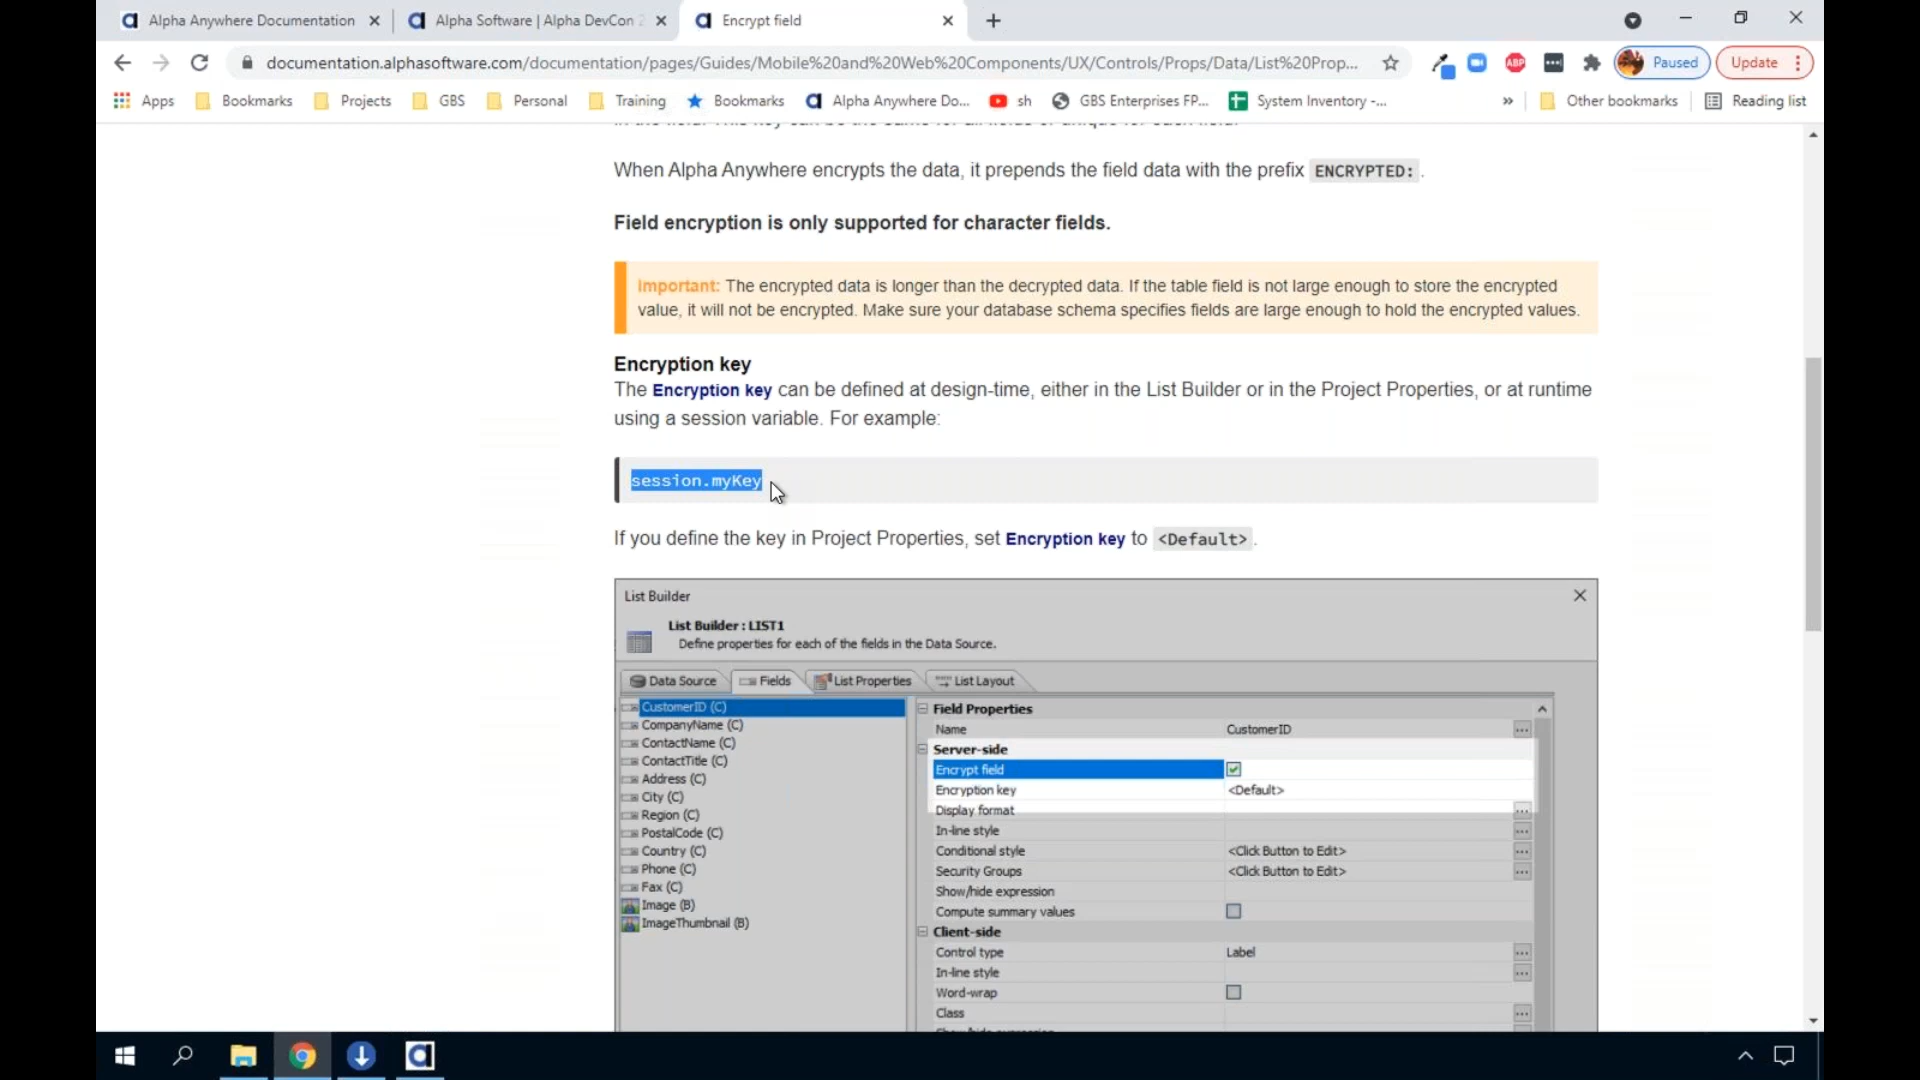 Alpha Anywhere Documentation
Alpha Software | Alpha DevCon 2
Encrypt field
documentation.alphasoftware.com/documentation/pages/Guides/Mobile%20and%20Web%20Components/UX/Controls/Props/Data/List%20Prop...
ABP
Paused
Update
Apps
Bookmarks
Projects
GBS
Personal
Training
Bookmarks
Alpha Anywhere Do...
sh
GBS Enterprises FP...
System Inventory -...
»
Other bookmarks
Reading list
When Alpha Anywhere encrypts the data, it prepends the field data with the prefix ENCRYPTED: .
Field encryption is only supported for character fields.
Important: The encrypted data is longer than the decrypted data. If the table field is not large enough to store the encrypted
value, it will not be encrypted. Make sure your database schema specifies fields are large enough to hold the encrypted values.
Encryption key
The Encryption key can be defined at design-time, either in the List Builder or in the Project Properties, or at runtime
using a session variable. For example:
session.myKey
If you define the key in Project Properties, set Encryption key to <Default> .
List Builder
List Builder : LIST1
Define properties for each of the fields in the Data Source.
Data Source
Fields
List Properties
List Layout
CustomerID (C)
CompanyName (C)
ContactName (C)
ContactTitle (C)
Address (C)
City (C)
Region (C)
PostalCode (C)
Country (C)
Phone (C)
Fax (C)
Image (B)
ImageThumbnail (B)
Field Properties
Name CustomerID
Server-side
Encrypt field
Encryption key <Default>
Display format
In-line style
Conditional style <Click Button to Edit>
Security Groups <Click Button to Edit>
Show/hide expression
Compute summary values
Client-side
Control type Label
In-line style
Word-wrap
Class